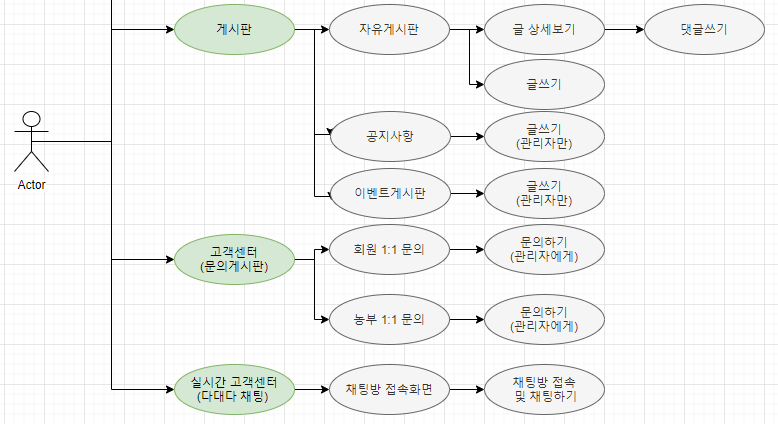 게시판
자유게시판
글 상세보기
댓글쓰기
글쓰기
공지사항
글쓰기
(관리자만)
이벤트게시판
글쓰기
(관리자만)
Actor
고객센터
(문의게시판)
회원 1:1 문의
문의하기
(관리자에게)
농부 1:1 문의
문의하기
(관리자에게)
실시간 고객센터
(다대다 채팅)
채팅방 접속화면
채팅방 접속
및 채팅하기